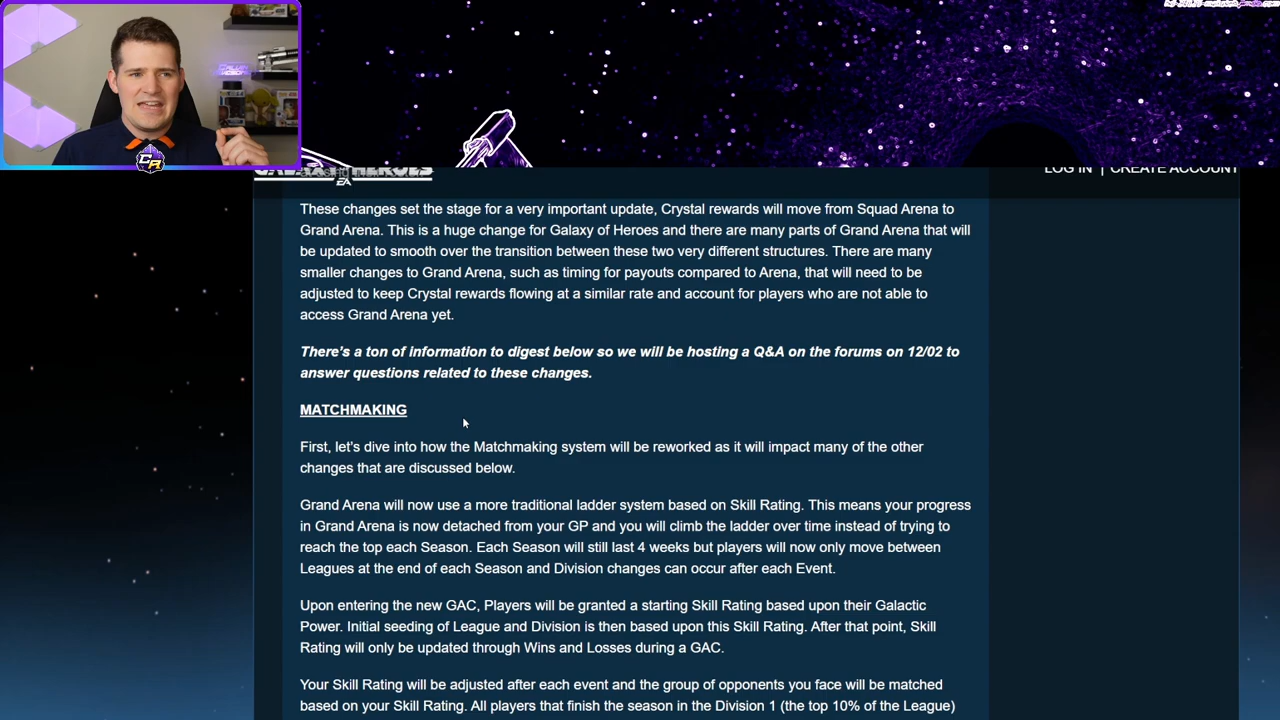 LOG IN | CREATE ACCOUNT
EA
These changes set the stage for a very important update, Crystal rewards will move from Squad Arena to
Grand Arena. This is a huge change for Galaxy of Heroes and there are many parts of Grand Arena that will
be updated to smooth over the transition between these two very different structures. There are many
smaller changes to Grand Arena, such as timing for payouts compared to Arena, that will need to be
adjusted to keep Crystal rewards flowing at a similar rate and account for players who are not able to
access Grand Arena yet.
There's a ton of information to digest below so we will be hosting a Q&A on the forums on 12/02 to
answer questions related to these changes.
MATCHMAKING
First, let's dive into how the Matchmaking system will be reworked as it will impact many of the other
changes that are discussed below.
Grand Arena will now use a more traditional ladder system based on Skill Rating. This means your progress
in Grand Arena is now detached from your GP and you will climb the ladder over time instead of trying to
reach the top each Season. Each Season will still last 4 weeks but players will now only move between
Leagues at the end of each Season and Division changes can occur after each Event.
Upon entering the new GAC, Players will be granted a starting Skill Rating based upon their Galactic
Power. Initial seeding of League and Division is then based upon this Skill Rating. After that point, Skill
Rating will only be updated through Wins and Losses during a GAC.
Your Skill Rating will be adjusted after each event and the group of opponents you face will be matched
based on your Skill Rating. All players that finish the season in the Division 1 (the top 10% of the League)